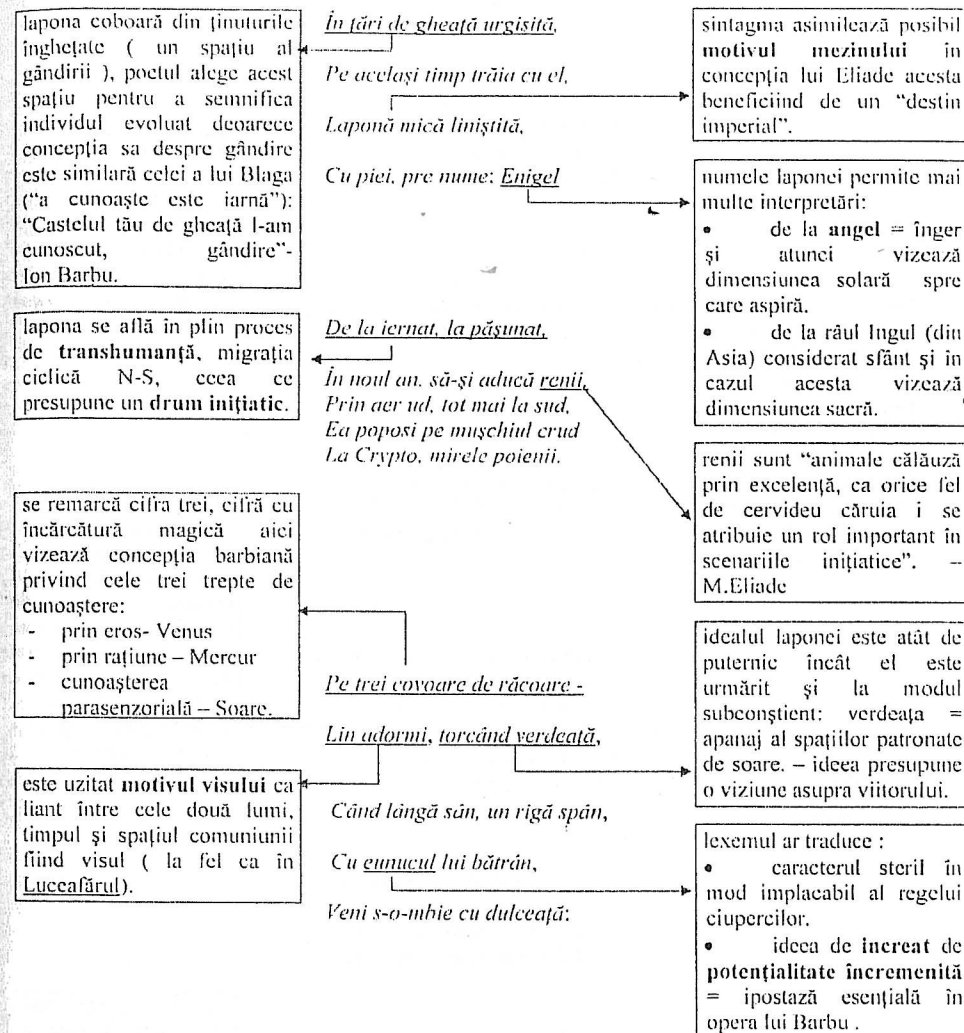 lapona coboară din ținuturile
înghețate ( un spațiu al
gândirii ), poetul alege acest
spațiu pentru a semnifica
individul evoluat deoarece
concepția sa despre gândire
este similară celei a lui Blaga
("a cunoaște este iarnă"):
"Castelul tău de gheață l-am
cunoscut, gândire"-
Ion Barbu.
lapona se află în plin proces
de transhumanță, migrația
ciclică N-S, ceea ce
presupune un drum inițiatic.
se remarcă cifra trei, cifră cu
încărcătură magică aici
vizează concepția barbiană
privind cele trei trepte de
cunoaștere:
- prin eros- Venus
- prin rațiune – Mercur
- cunoașterea
parasenzorială – Soare.
este uzitat motivul visului ca
liant între cele două lumi,
timpul și spațiul comuniunii
fiind visul ( la fel ca în
Luceafărul).
În țări de gheață urgisită,
Pe același timp trăia cu el,
Laponă mică liniștită,
Cu piei, pre nume: Enigel
De la iernat, la pășunat,
În noul an. să-și aducă renii,
Prin aer ud, tot mai la sud,
Ea poposi pe mușchiul crud
La Crypto, mirele poienii.
Pe trei covoare de răcoare -
Lin adormi, torcând verdeață,
Când lângă sân, un rigă spân,
Cu eunucul lui bătrân,
Veni s-o-mbie cu dulceață:
sintagma asimilează posibil
motivul mezinului în
concepția lui Eliade acesta
beneficiind de un "destin
imperial".
numele laponei permite mai
multe interpretări:
• de la angel = înger
și atunci vizează
dimensiunea solară spre
care aspiră.
• de la râul Ingul (din
Asia) considerat sfânt și în
cazul acesta vizează
dimensiunea sacră.
renii sunt "animale călăuză
prin excelență, ca orice fel
de cervideu căruia i se
atribuie un rol important în
scenariile inițiatice". –
M.Eliade
idealul laponei este atât de
puternic încât el este
urmărit și la modul
subconștient: verdeața =
apanaj al spațiilor patronate
de soare. – ideea presupune
o viziune asupra viitorului.
lexemul ar traduce :
• caracterul steril în
mod implacabil al regelui
ciupercilor.
• ideea de increat de
potențialitate încremenită
= ipostază esențială în
opera lui Barbu .